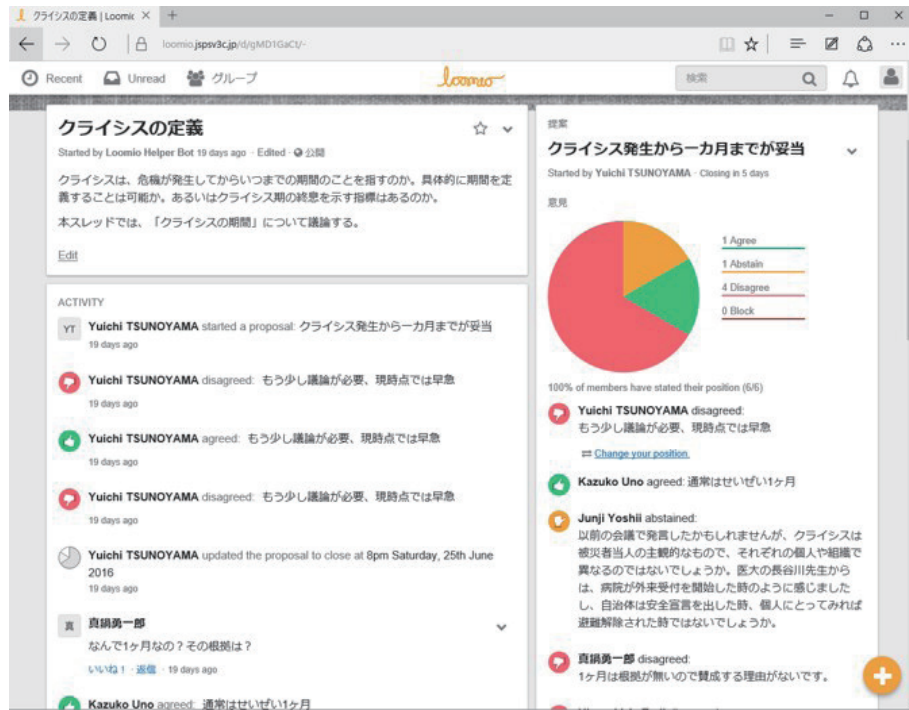 クライシスの定義 | Loomic
loomio.jspsv3c.jp/d/gMD1GaCt/-
Recent
Unread
グループ
loomio
検索
クライシスの定義
Started by Loomio Helper Bot 19 days ago · Edited · 公開
クライシスは、危機が発生してからいつまでの期間のことを指すのか。具体的に期間を定
義することは可能か。あるいはクライシス期の終息を示す指標はあるのか。
本スレッドでは、「クライシスの期間」について議論する。
Edit
ACTIVITY
YT
Yuichi TSUNOYAMA started a proposal: クライシス発生から一カ月までが妥当
19 days ago
Yuichi TSUNOYAMA disagreed: もう少し議論が必要、現時点では早急
19 days ago
Yuichi TSUNOYAMA agreed: もう少し議論が必要、現時点では早急
19 days ago
Yuichi TSUNOYAMA disagreed: もう少し議論が必要、現時点では早急
19 days ago
Yuichi TSUNOYAMA updated the proposal to close at 8pm Saturday, 25th June
2016
19 days ago
真
真鍋勇一郎
なんで1ヶ月なの？その根拠は？
いいね！ · 返信 · 19 days ago
Kazuko Uno agreed: 通常はせいぜい1ヶ月
提案
クライシス発生から一カ月までが妥当
Started by Yuichi TSUNOYAMA · Closing in 5 days
意見
1 Agree
1 Abstain
4 Disagree
0 Block
100% of members have stated their position (6/6)
Yuichi TSUNOYAMA disagreed:
もう少し議論が必要、現時点では早急
Change your position.
Kazuko Uno agreed: 通常はせいぜい1ヶ月
Junji Yoshii abstained:
以前の会議で発言したかもしれませんが、クライシスは
被災者当人の主観的なもので、それぞれの個人や組織で
異なるのではないでしょうか。医大の長谷川先生から
は、病院が外来受付を開始した時のように感じました
し、自治体は安全宣言を出した時、個人にとってみれば
避難解除された時ではないでしょうか。
真鍋勇一郎 disagreed:
1ヶ月は根拠が無いので賛成する理由がないです。